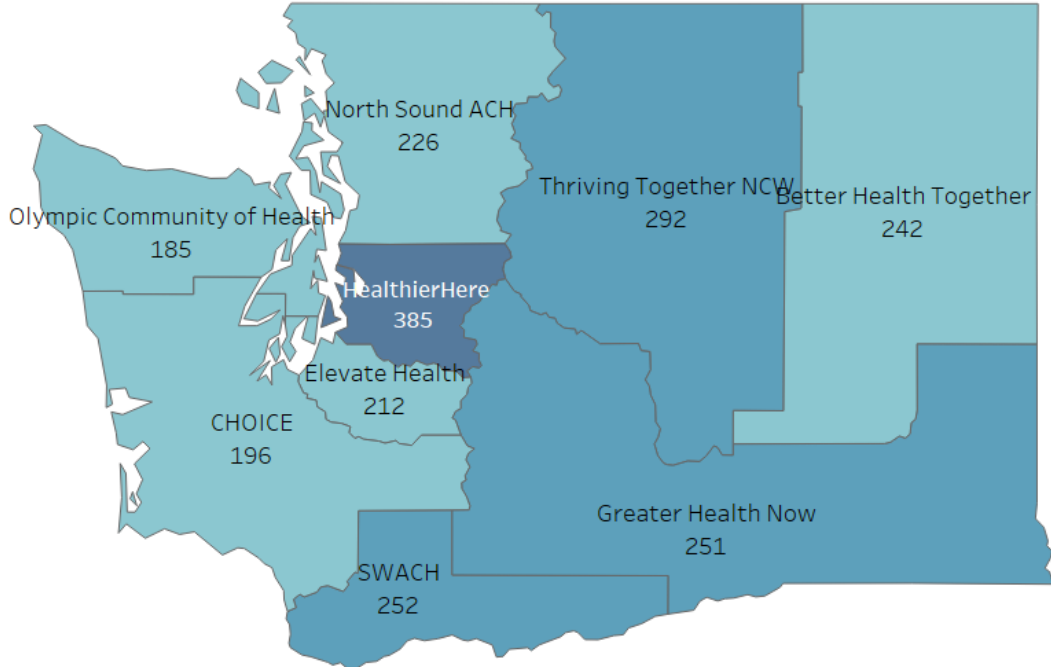 North Sound ACH
226
Thriving Together NCW
292
Better Health Together
242
Olympic Community of Health
185
HealthierHere
385
Elevate Health
212
CHOICE
196
Greater Health Now
251
SWACH
252